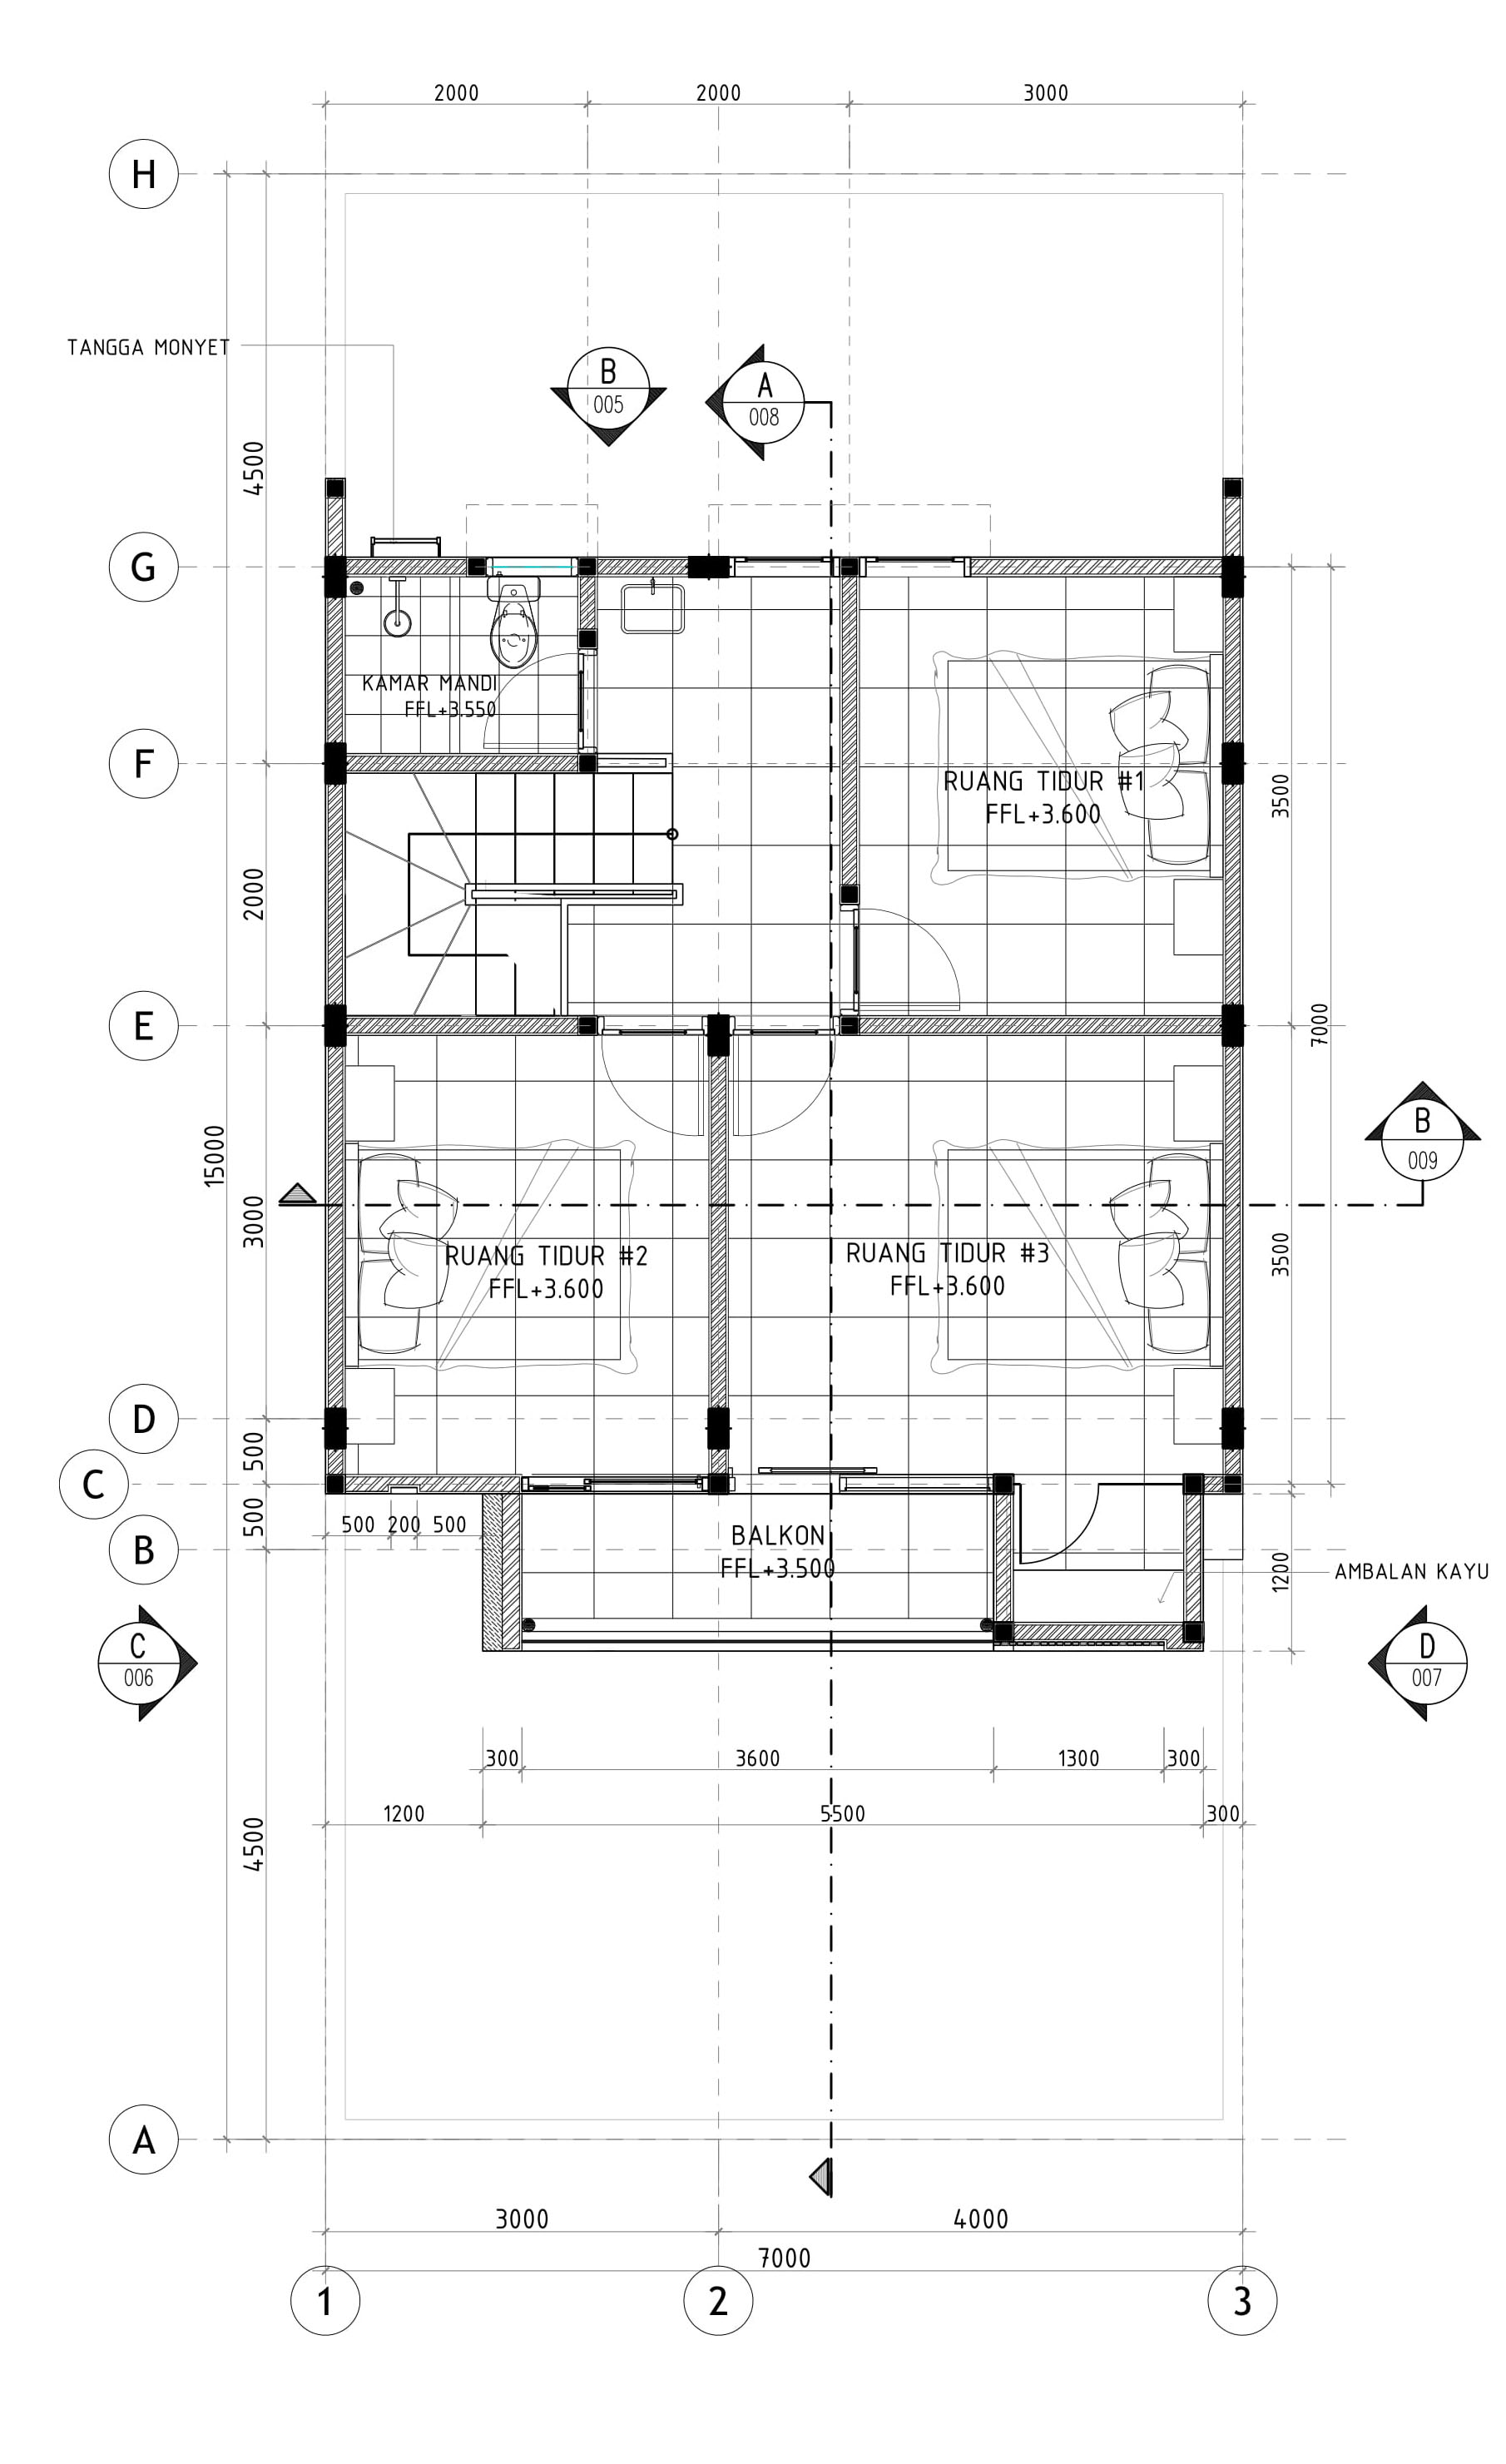 2000
2000
3000
H
TANGGA MONYET
B
005
A
008
4500
G
KAMAR MANDI
FFL+3.550
F
RUANG TIDUR #1
FFL+3.600
3500
2000
E
7000
B
009
15000
3000
RUANG TIDUR #2
FFL+3.600
RUANG TIDUR #3
FFL+3.600
3500
D
500
C
500
500 200 500
B
BALKON
FFL+3.500
1200
AMBALAN KAYU
C
006
D
007
300
3600
1300
300
1200
5500
300
4500
A
3000
4000
7000
1
2
3